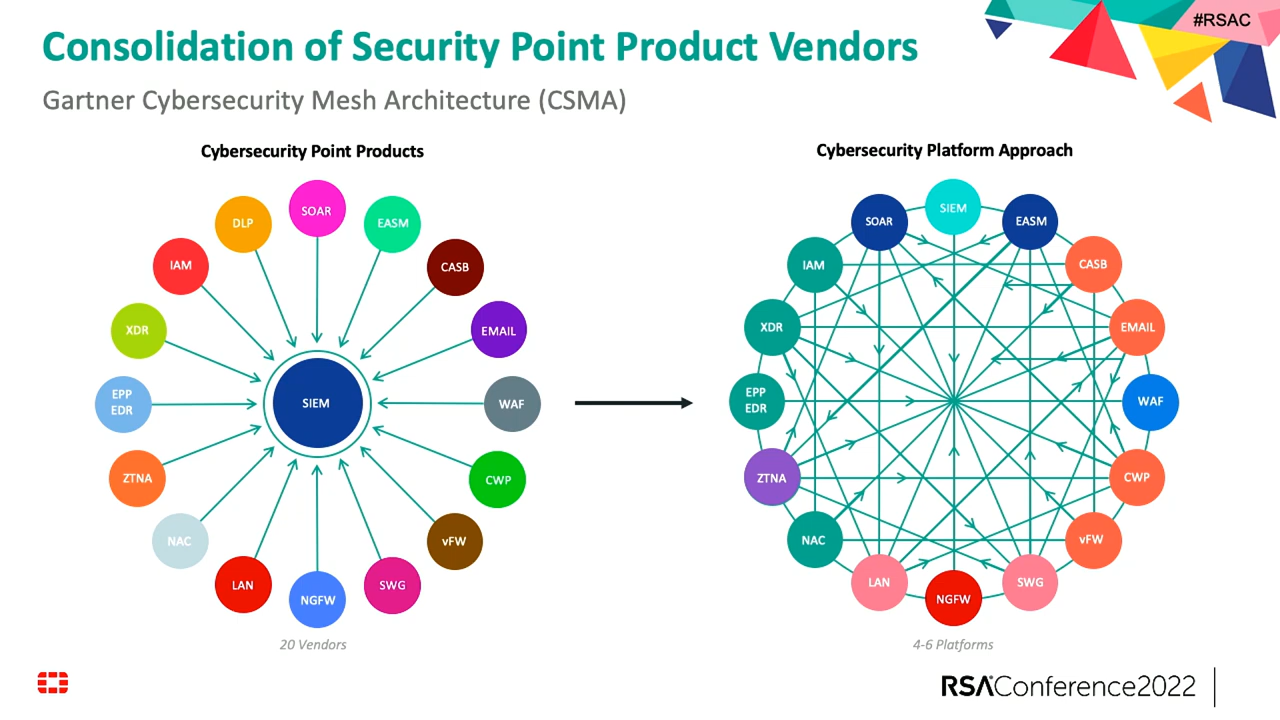 #RSAC
Consolidation of Security Point Product Vendors
Gartner Cybersecurity Mesh Architecture (CSMA)
Cybersecurity Point Products
SOAR
DLP
EASM
IAM
CASB
XDR
EMAIL
EPP
EDR
SIEM
WAF
ZTNA
CWP
NAC
vFW
LAN
SWG
NGFW
20 Vendors
Cybersecurity Platform Approach
SIEM
SOAR
EASM
IAM
CASB
XDR
EMAIL
EPP
EDR
WAF
ZTNA
CWP
NAC
vFW
LAN
SWG
NGFW
4-6 Platforms
RSAConference2022